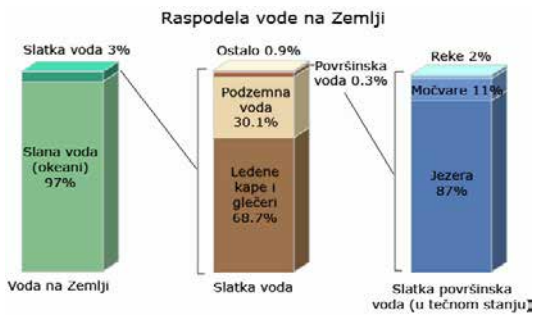 Raspodela vode na Zemlji
Slatka voda 3%
Slana voda
(okeani)
97%
Voda na Zemlji
Ostalo 0.9%
Površinska
voda 0.3%
Podzemna
voda
30.1%
Ledene
kape i
glečeri
68.7%
Slatka voda
Reke 2%
Močvare 11%
Jezera
87%
Slatka površinska
voda (u tečnom stanju)